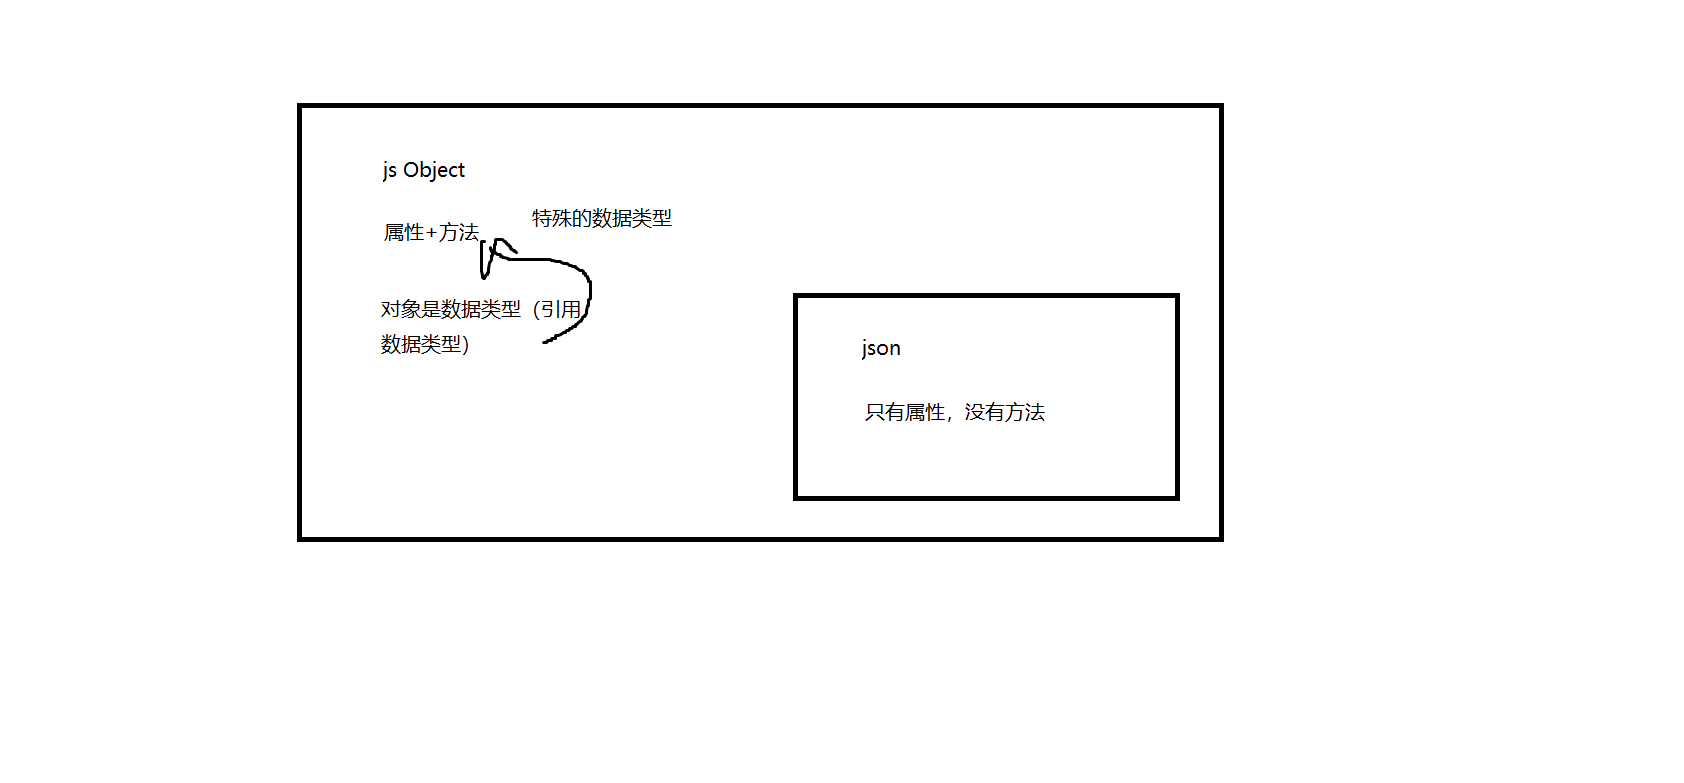 js Object
属性+方法
特殊的数据类型
对象是数据类型（引用
数据类型）
json
只有属性，没有方法